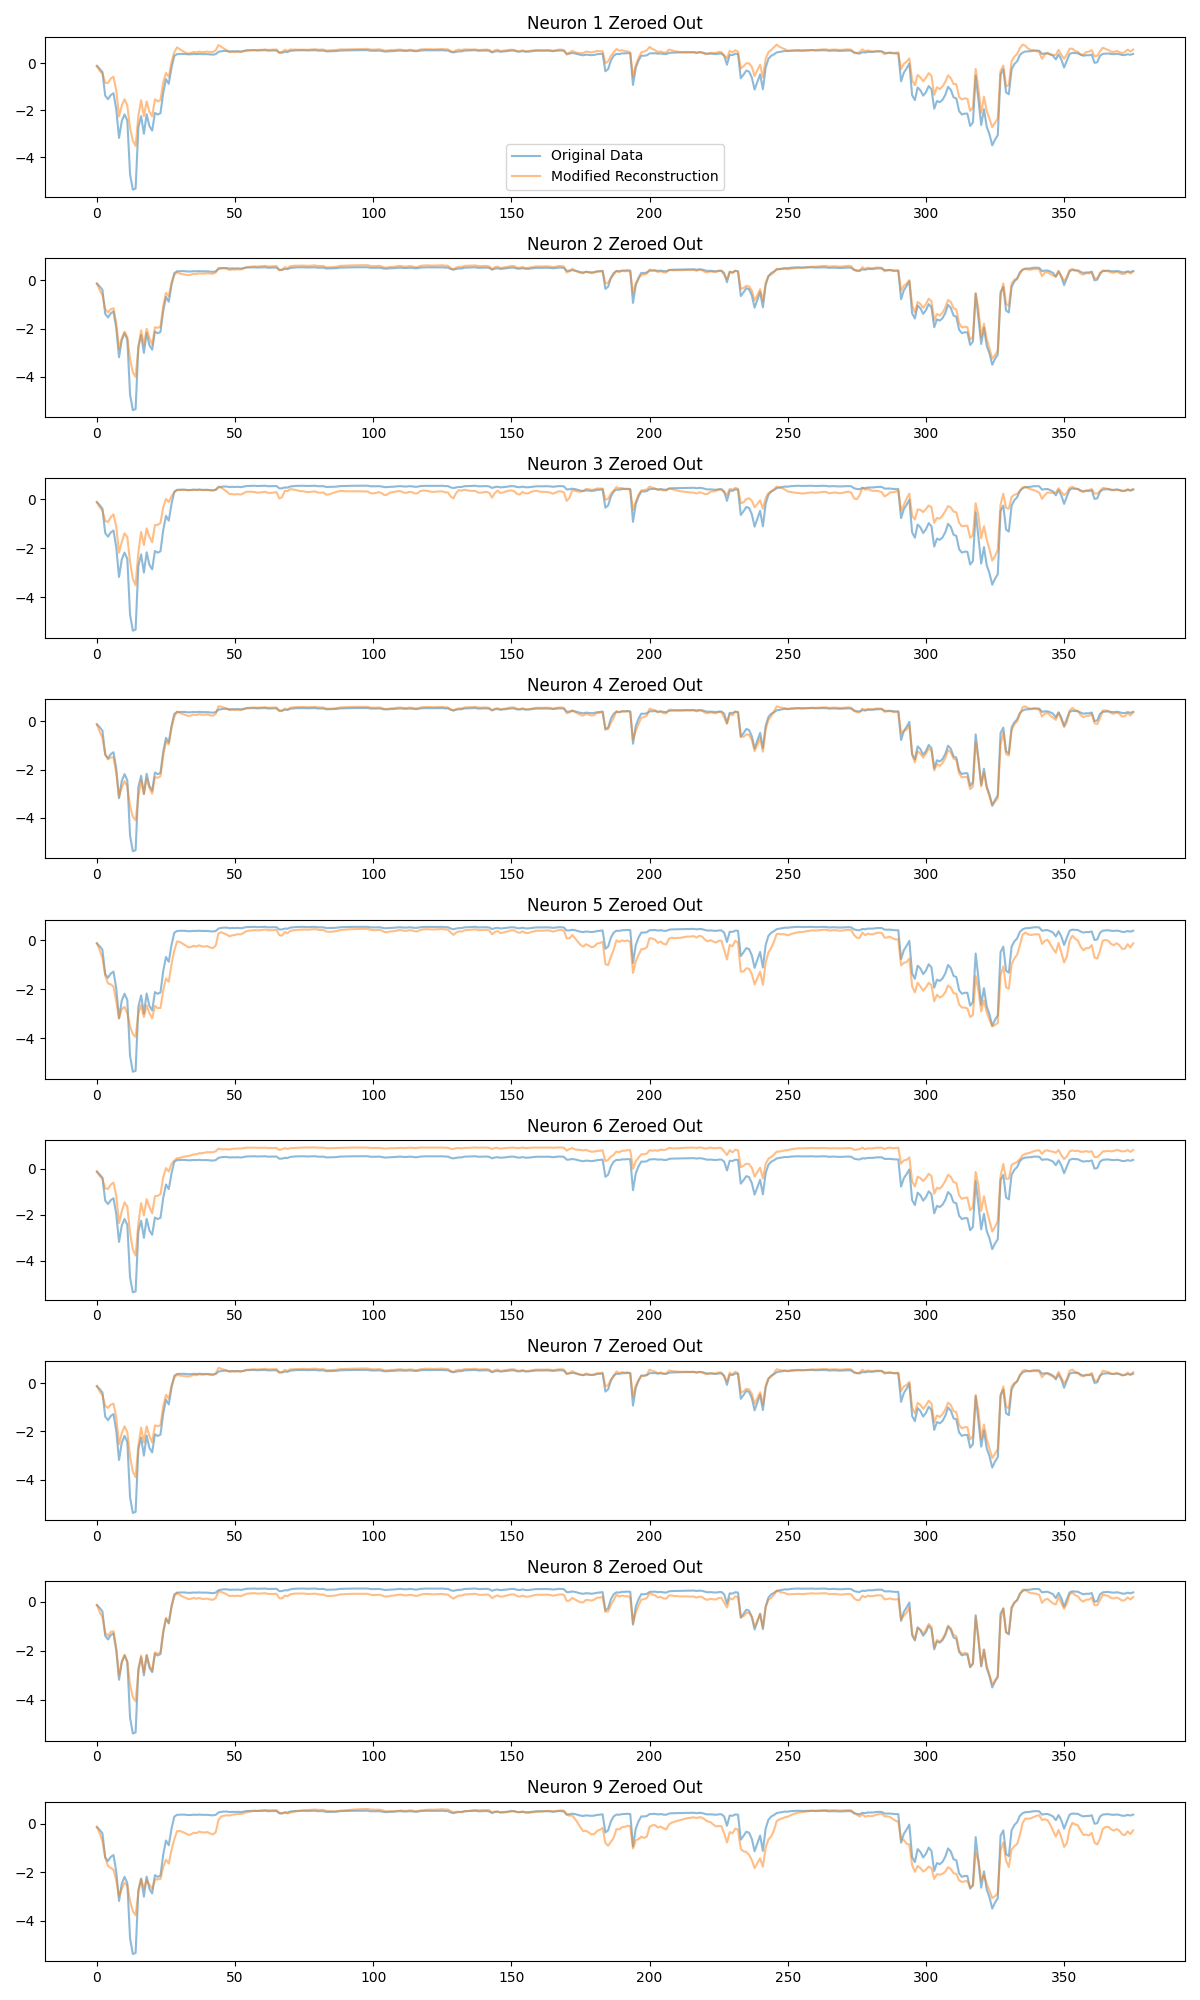 Neuron 1 Zeroed Out
0
−2
−4
Original Data
Modified Reconstruction
0 50 100 150 200 250 300 350
Neuron 2 Zeroed Out
0
−2
−4
0 50 100 150 200 250 300 350
Neuron 3 Zeroed Out
0
−2
−4
0 50 100 150 200 250 300 350
Neuron 4 Zeroed Out
0
−2
−4
0 50 100 150 200 250 300 350
Neuron 5 Zeroed Out
0
−2
−4
0 50 100 150 200 250 300 350
Neuron 6 Zeroed Out
0
−2
−4
0 50 100 150 200 250 300 350
Neuron 7 Zeroed Out
0
−2
−4
0 50 100 150 200 250 300 350
Neuron 8 Zeroed Out
0
−2
−4
0 50 100 150 200 250 300 350
Neuron 9 Zeroed Out
0
−2
−4
0 50 100 150 200 250 300 350